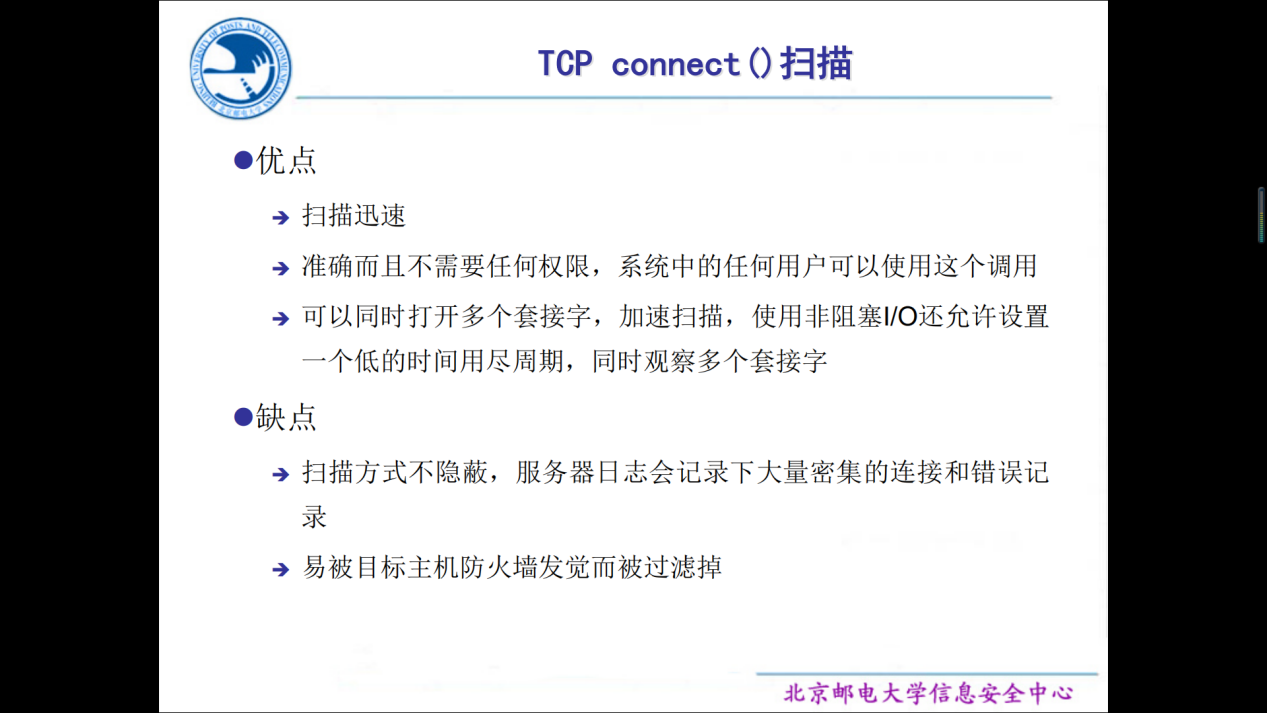 TCP connect()扫描
优点
扫描迅速
准确而且不需要任何权限，系统中的任何用户可以使用这个调用
可以同时打开多个套接字，加速扫描，使用非阻塞I/O还允许设置
一个低的时间用尽周期，同时观察多个套接字
缺点
扫描方式不隐蔽，服务器日志会记录下大量密集的连接和错误记
录
易被目标主机防火墙发觉而被过滤掉
北京邮电大学信息安全中心